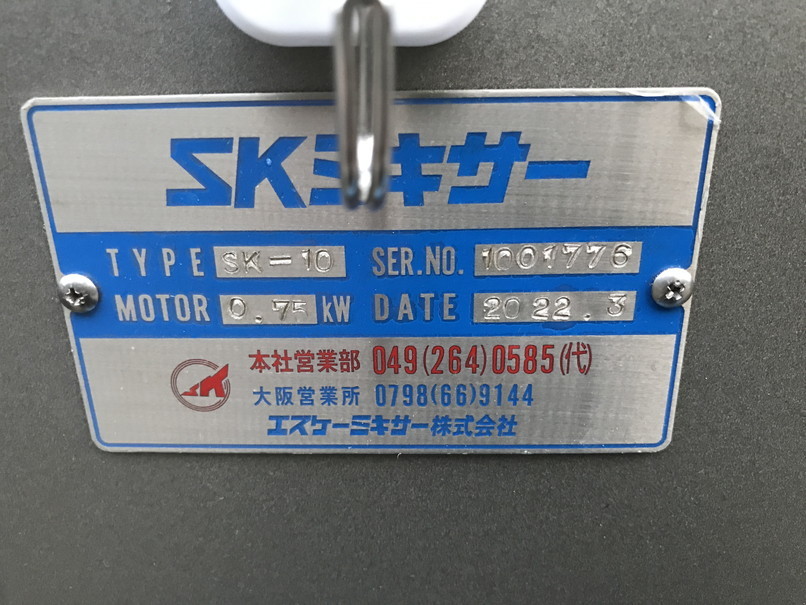 SKミキサー
TYPE SK-10 SER.NO. 1001776
MOTOR 0.75 kW DATE 2022.3
SK 本社営業部 049(264)0585(代)
大阪営業所 0798(66)9144
エスケーミキサー株式会社